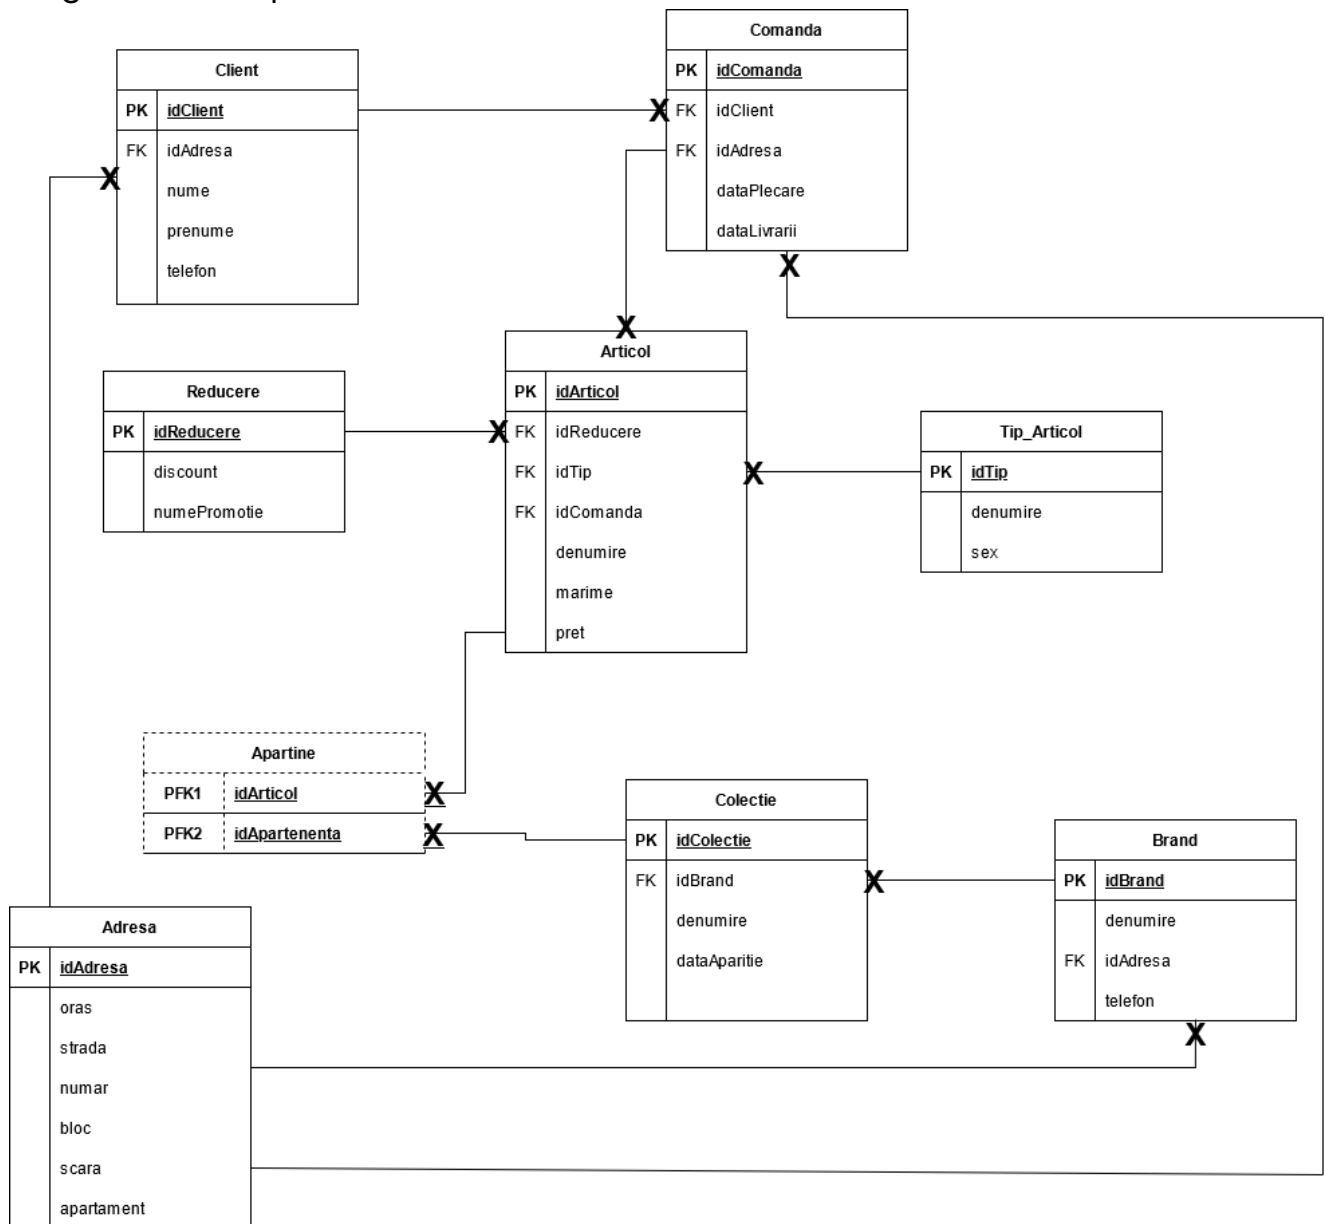 Comanda
PK idComanda
FK idClient
FK idAdresa
dataPlecare
dataLivrarii
Client
PK idClient
FK idAdresa
nume
prenume
telefon
Articol
PK idArticol
FK idReducere
FK idTip
FK idComanda
denumire
marime
pret
Reducere
PK idReducere
discount
numePromotie
Tip_Articol
PK idTip
denumire
sex
Apartine
PFK1 idArticol
PFK2 idApartenenta
Colectie
PK idColectie
FK idBrand
denumire
dataAparitie
Brand
PK idBrand
denumire
FK idAdresa
telefon
Adresa
PK idAdresa
oras
strada
numar
bloc
scara
apartament
X
X
X
X
X
X
X
X
X
X